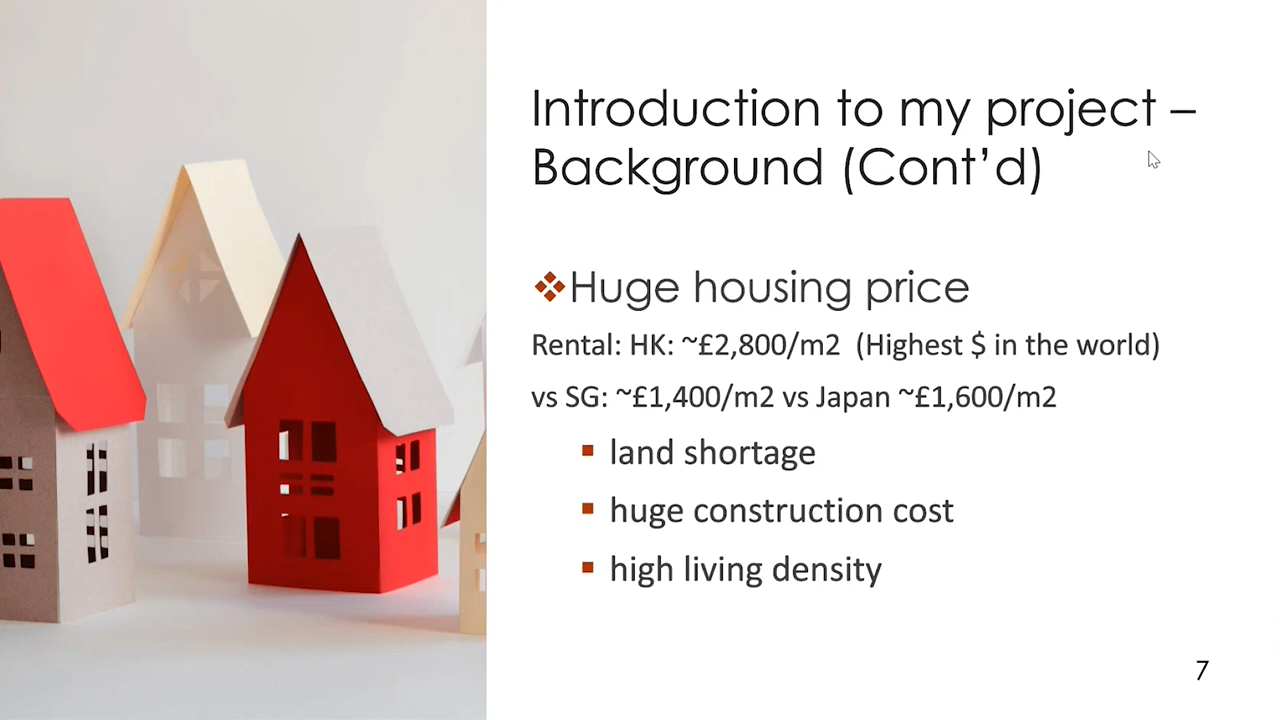 Introduction to my project –
Background (Cont’d)
❖Huge housing price
Rental: HK: ~£2,800/m2 (Highest $ in the world)
vs SG: ~£1,400/m2 vs Japan ~£1,600/m2
▪ land shortage
▪ huge construction cost
▪ high living density
7